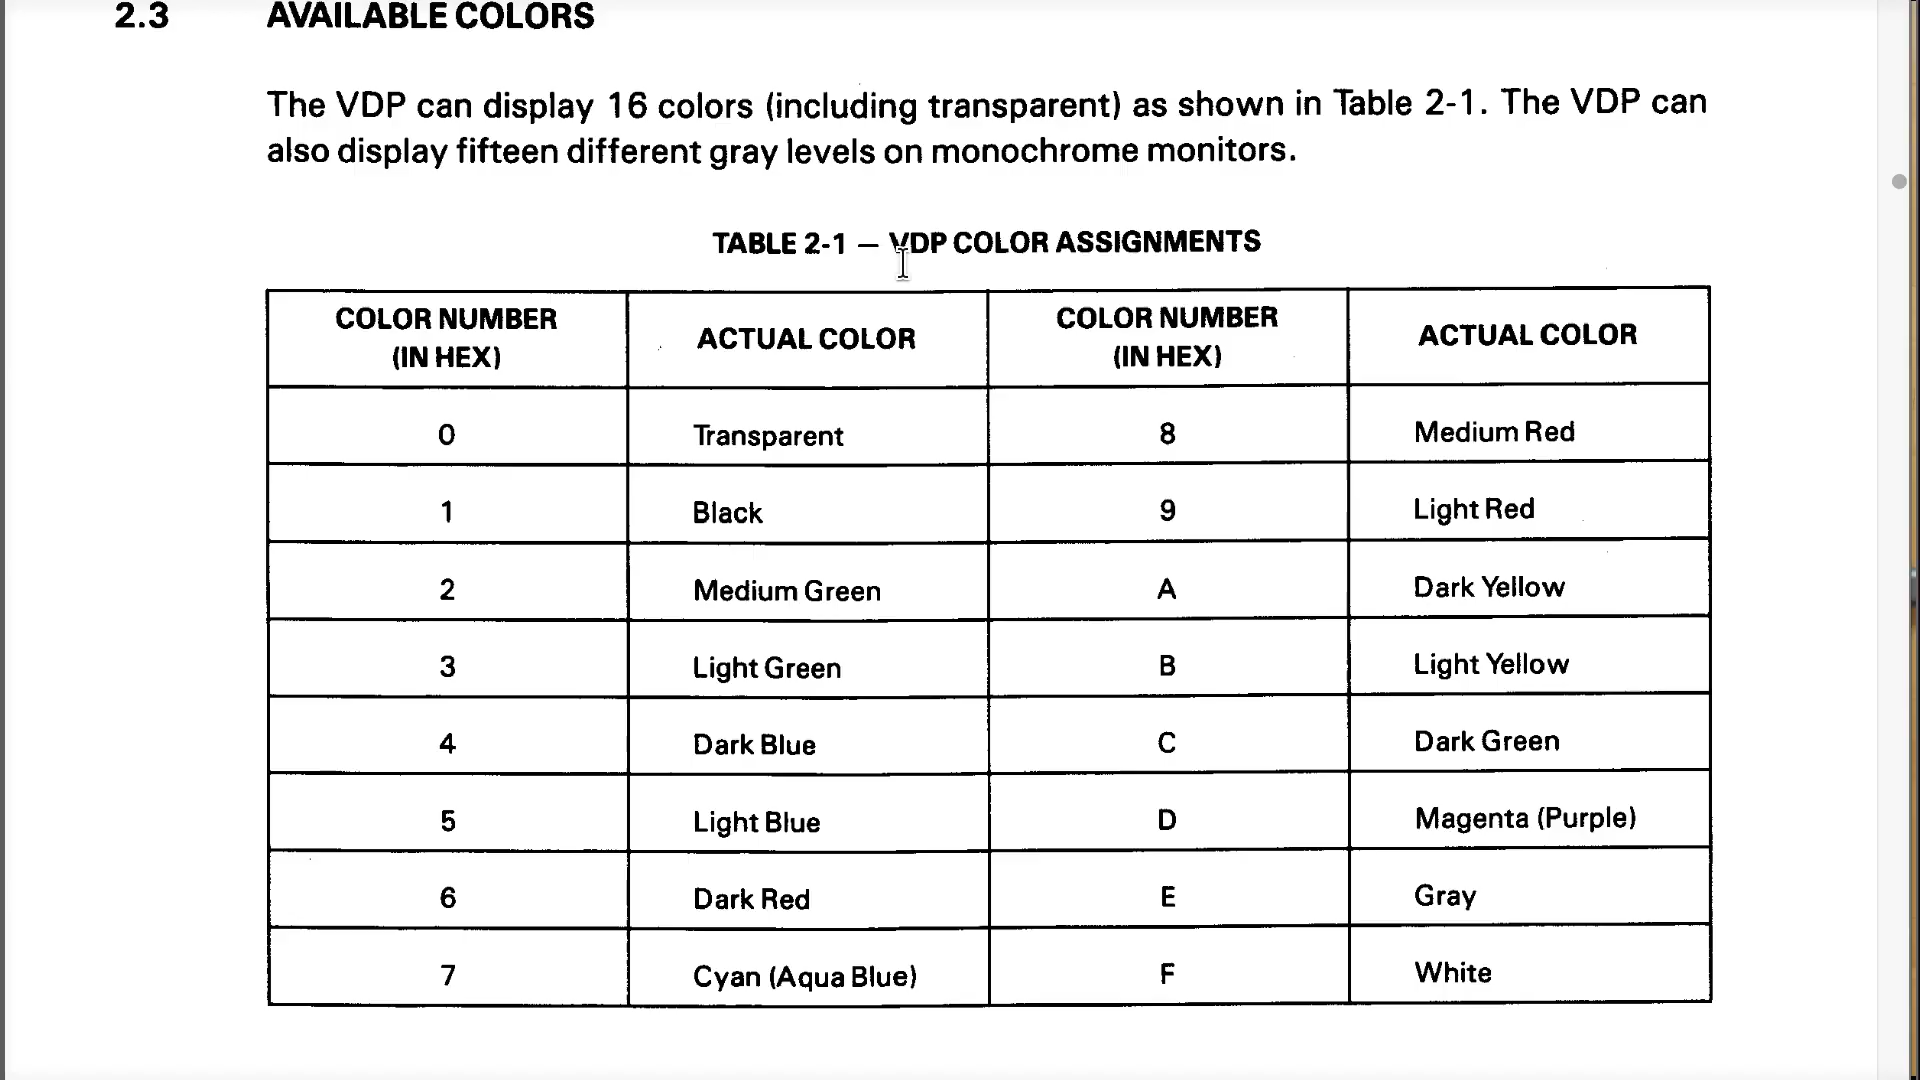 2.3 AVAILABLE COLORS
The VDP can display 16 colors (including transparent) as shown in Table 2-1. The VDP can
also display fifteen different gray levels on monochrome monitors.
TABLE 2-1 — VDP COLOR ASSIGNMENTS
COLOR NUMBER (IN HEX) ACTUAL COLOR COLOR NUMBER (IN HEX) ACTUAL COLOR
0 Transparent 8 Medium Red
1 Black 9 Light Red
2 Medium Green A Dark Yellow
3 Light Green B Light Yellow
4 Dark Blue C Dark Green
5 Light Blue D Magenta (Purple)
6 Dark Red E Gray
7 Cyan (Aqua Blue) F White